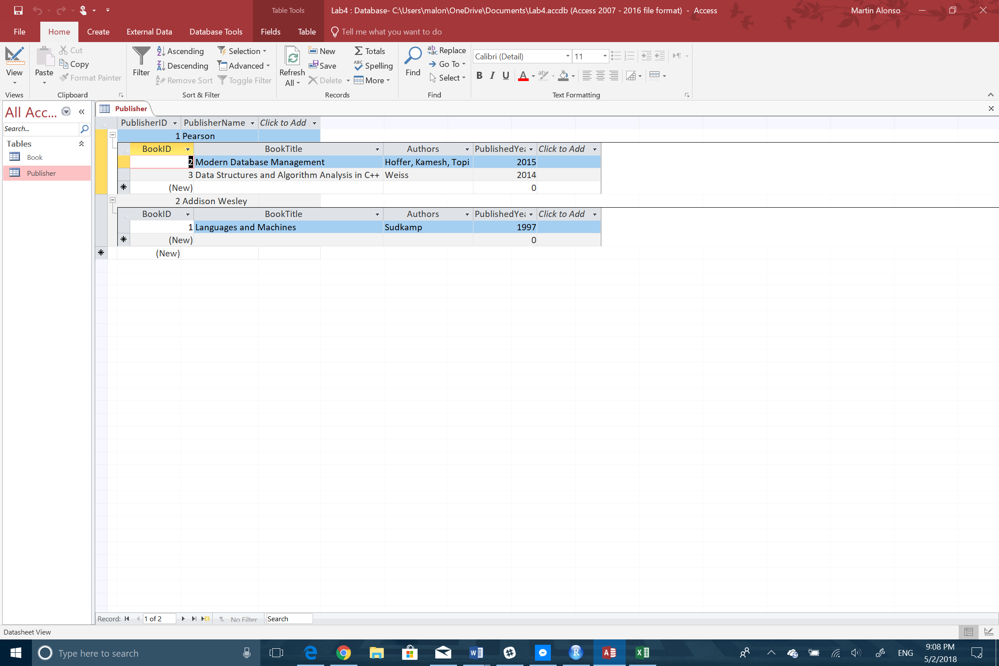 Table Tools
Lab4 : Database- C:\Users\malon\OneDrive\Documents\Lab4.accdb (Access 2007 - 2016 file format) - Access
Martin Alonso
File Home Create External Data Database Tools Fields Table Tell me what you want to do
View
Views
Paste
Cut
Copy
Format Painter
Clipboard
Filter
Ascending
Descending
Remove Sort
Selection
Advanced
Toggle Filter
Sort & Filter
Refresh All
New
Save
Delete
Totals
Spelling
More
Records
Find
Replace
Go To
Select
Find
Calibri (Detail) 11
B I U A
Text Formatting
All Acc...
Search...
Tables
Book
Publisher
Publisher
PublisherID PublisherName Click to Add
1 Pearson
BookID BookTitle Authors PublishedYea Click to Add
2 Modern Database Management Hoffer, Kamesh, Topi 2015
3 Data Structures and Algorithm Analysis in C++ Weiss 2014
(New) 0
2 Addison Wesley
BookID BookTitle Authors PublishedYea Click to Add
1 Languages and Machines Sudkamp 1997
(New) 0
(New)
Record: 1 of 2 No Filter Search
Datasheet View
Type here to search
ENG
9:08 PM
5/2/2018